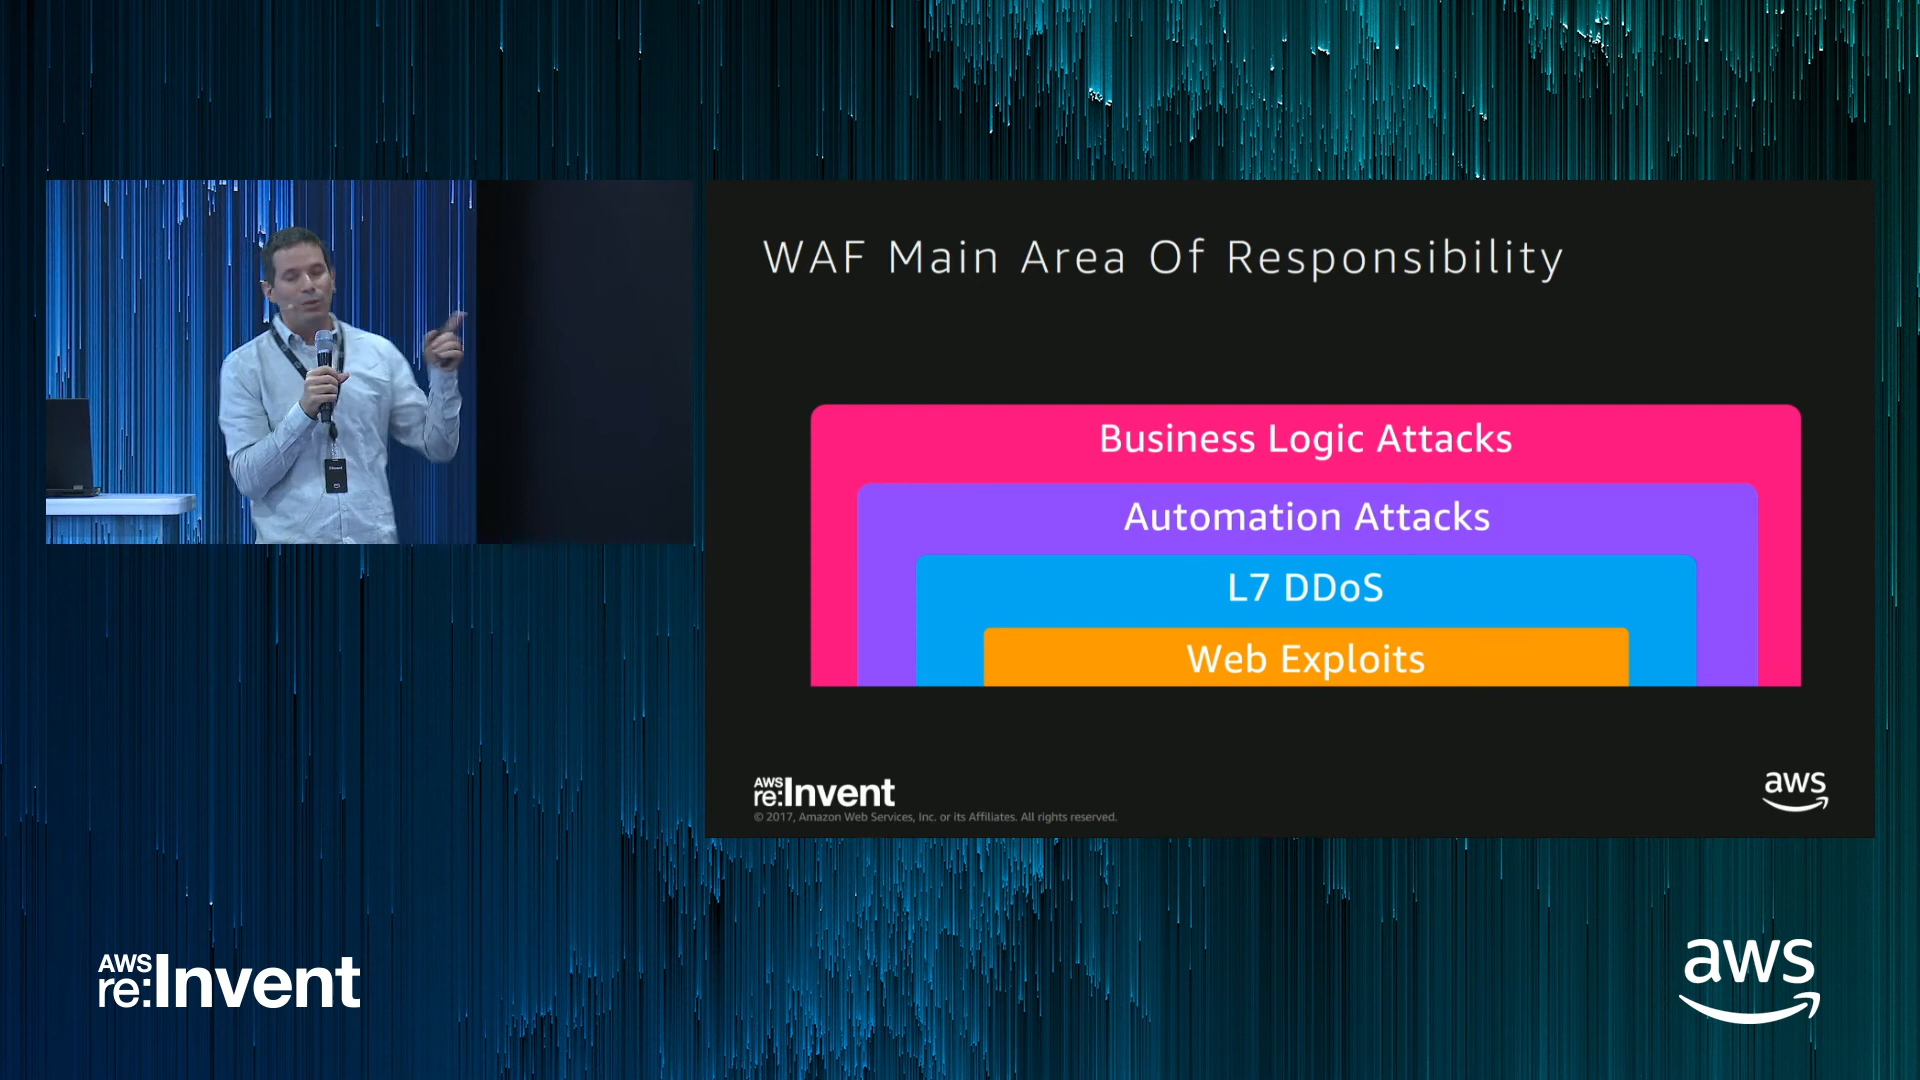 WAF Main Area Of Responsibility
Business Logic Attacks
Automation Attacks
L7 DDoS
Web Exploits
AWS
re:Invent
© 2017, Amazon Web Services, Inc. or its Affiliates. All rights reserved.
aws
AWS
re:Invent
aws